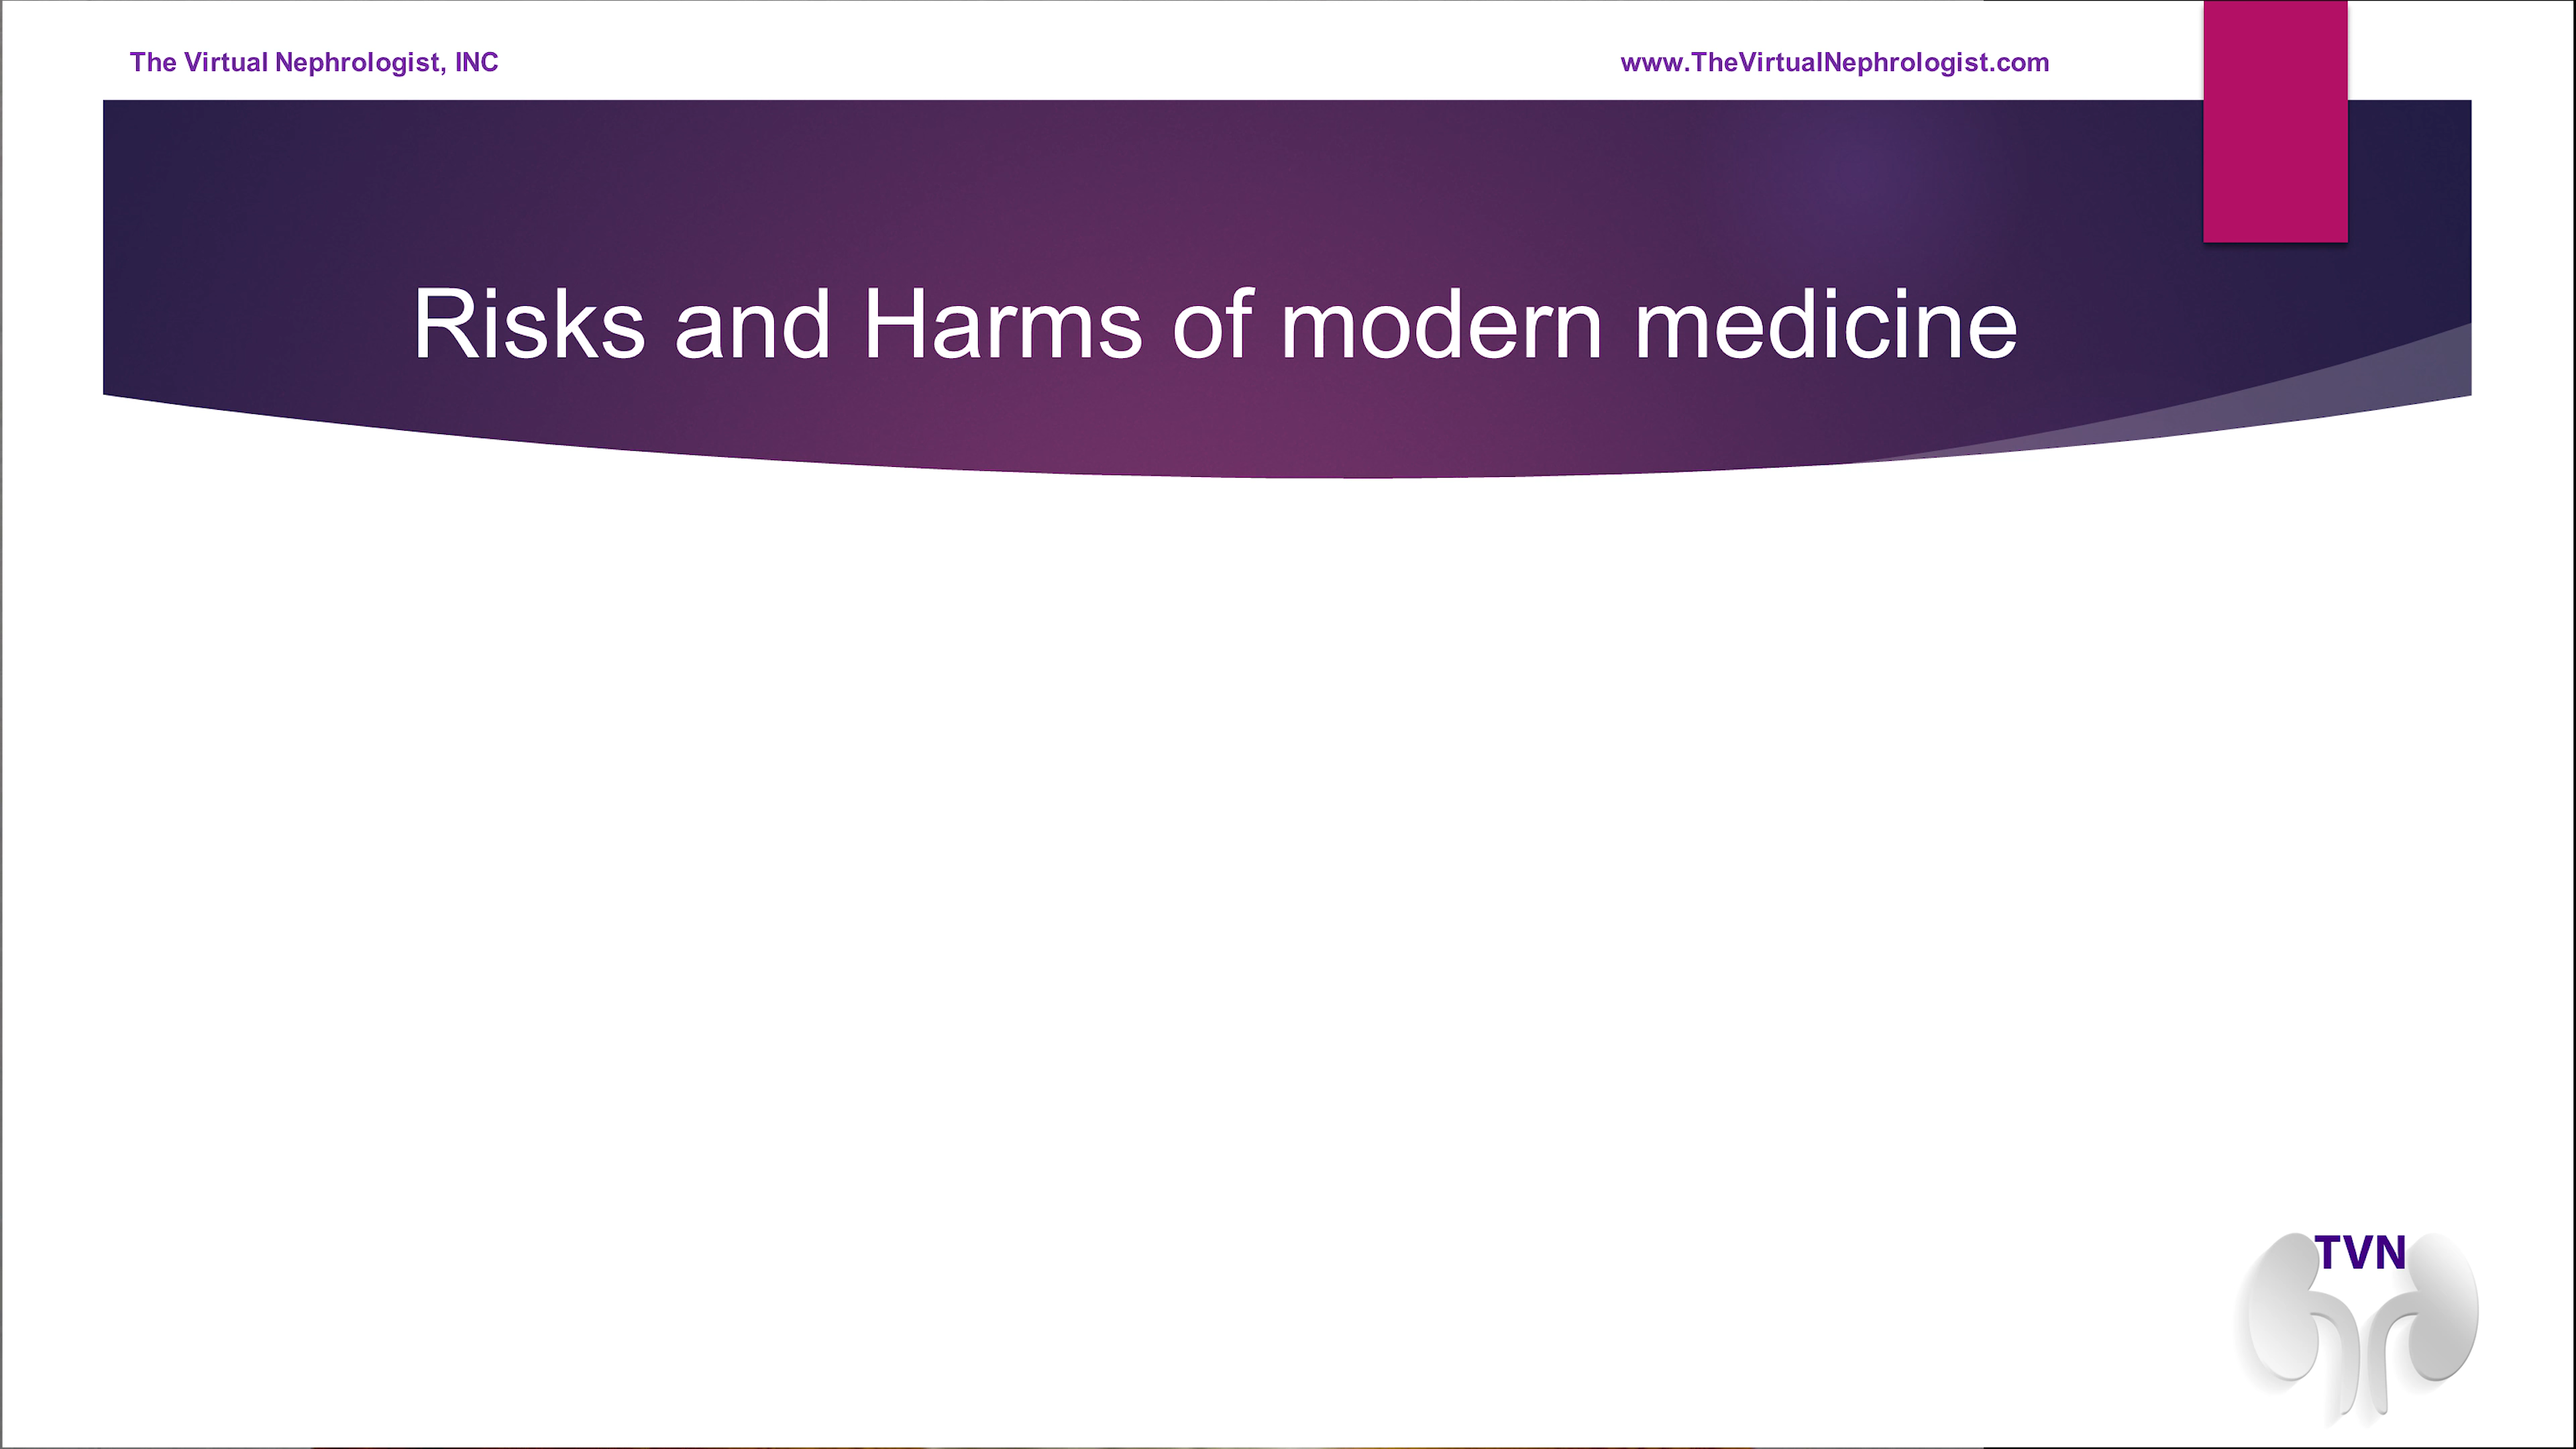 The Virtual Nephrologist, INC
www.TheVirtualNephrologist.com
Risks and Harms of modern medicine
TVN